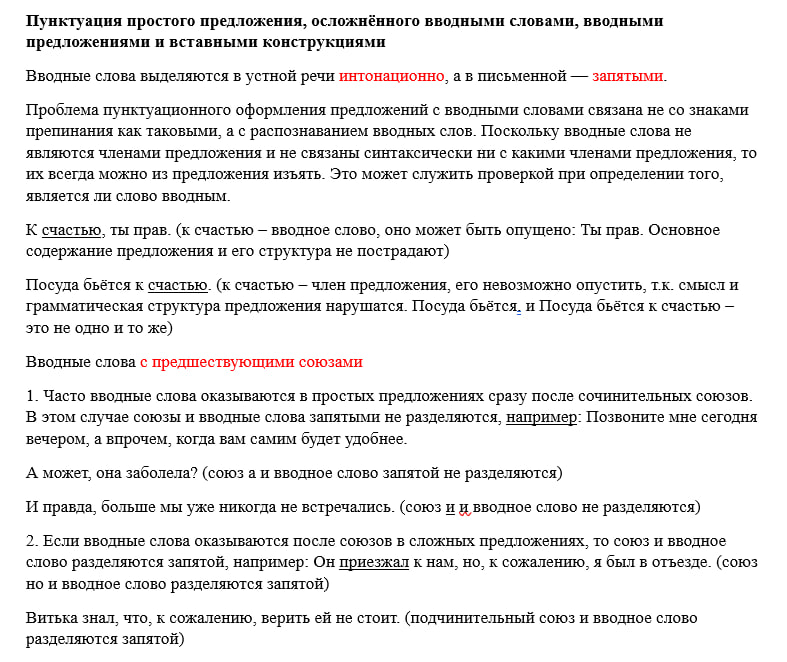 Пунктуация простого предложения, осложнённого вводными словами, вводными
предложениями и вставными конструкциями
Вводные слова выделяются в устной речи интонационно, а в письменной — запятыми.
Проблема пунктуационного оформления предложений с вводными словами связана не со знаками
препинания как таковыми, а с распознаванием вводных слов. Поскольку вводные слова не
являются членами предложения и не связаны синтаксически ни с какими членами предложения, то
их всегда можно из предложения изъять. Это может служить проверкой при определении того,
является ли слово вводным.
К счастью, ты прав. (к счастью – вводное слово, оно может быть опущено: Ты прав. Основное
содержание предложения и его структура не пострадают)
Посуда бьётся к счастью. (к счастью – член предложения, его невозможно опустить, т.к. смысл и
грамматическая структура предложения нарушатся. Посуда бьётся, и Посуда бьётся к счастью –
это не одно и то же)
Вводные слова с предшествующими союзами
1. Часто вводные слова оказываются в простых предложениях сразу после сочинительных союзов.
В этом случае союзы и вводные слова запятыми не разделяются, например: Позвоните мне сегодня
вечером, а впрочем, когда вам самим будет удобнее.
А может, она заболела? (союз а и вводное слово запятой не разделяются)
И правда, больше мы уже никогда не встречались. (союз и и вводное слово не разделяются)
2. Если вводные слова оказываются после союзов в сложных предложениях, то союз и вводное
слово разделяются запятой, например: Он приезжал к нам, но, к сожалению, я был в отъезде. (союз
но и вводное слово разделяются запятой)
Витька знал, что, к сожалению, верить ей не стоит. (подчинительный союз и вводное слово
разделяются запятой)